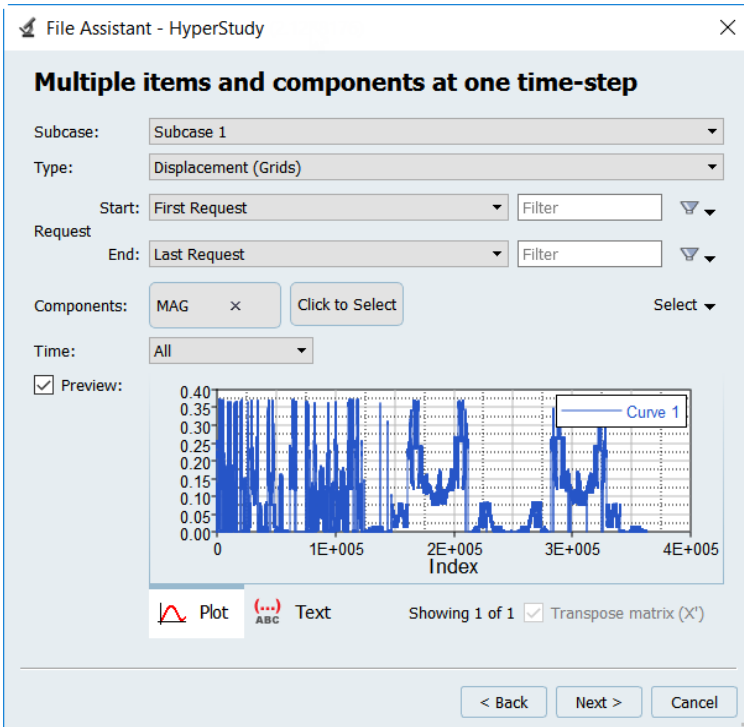 File Assistant - HyperStudy
Multiple items and components at one time-step
Subcase: Subcase 1
Type: Displacement (Grids)
Start: First Request Filter
Request
End: Last Request Filter
Components: MAG × Click to Select Select
Time: All
Preview:
0.40
0.35
0.30
0.25
0.20
0.15
0.10
0.05
0.00
Curve 1
0 1E+005 2E+005 3E+005 4E+005
Index
Plot (...) ABC Text Showing 1 of 1 Transpose matrix (X')
< Back Next > Cancel